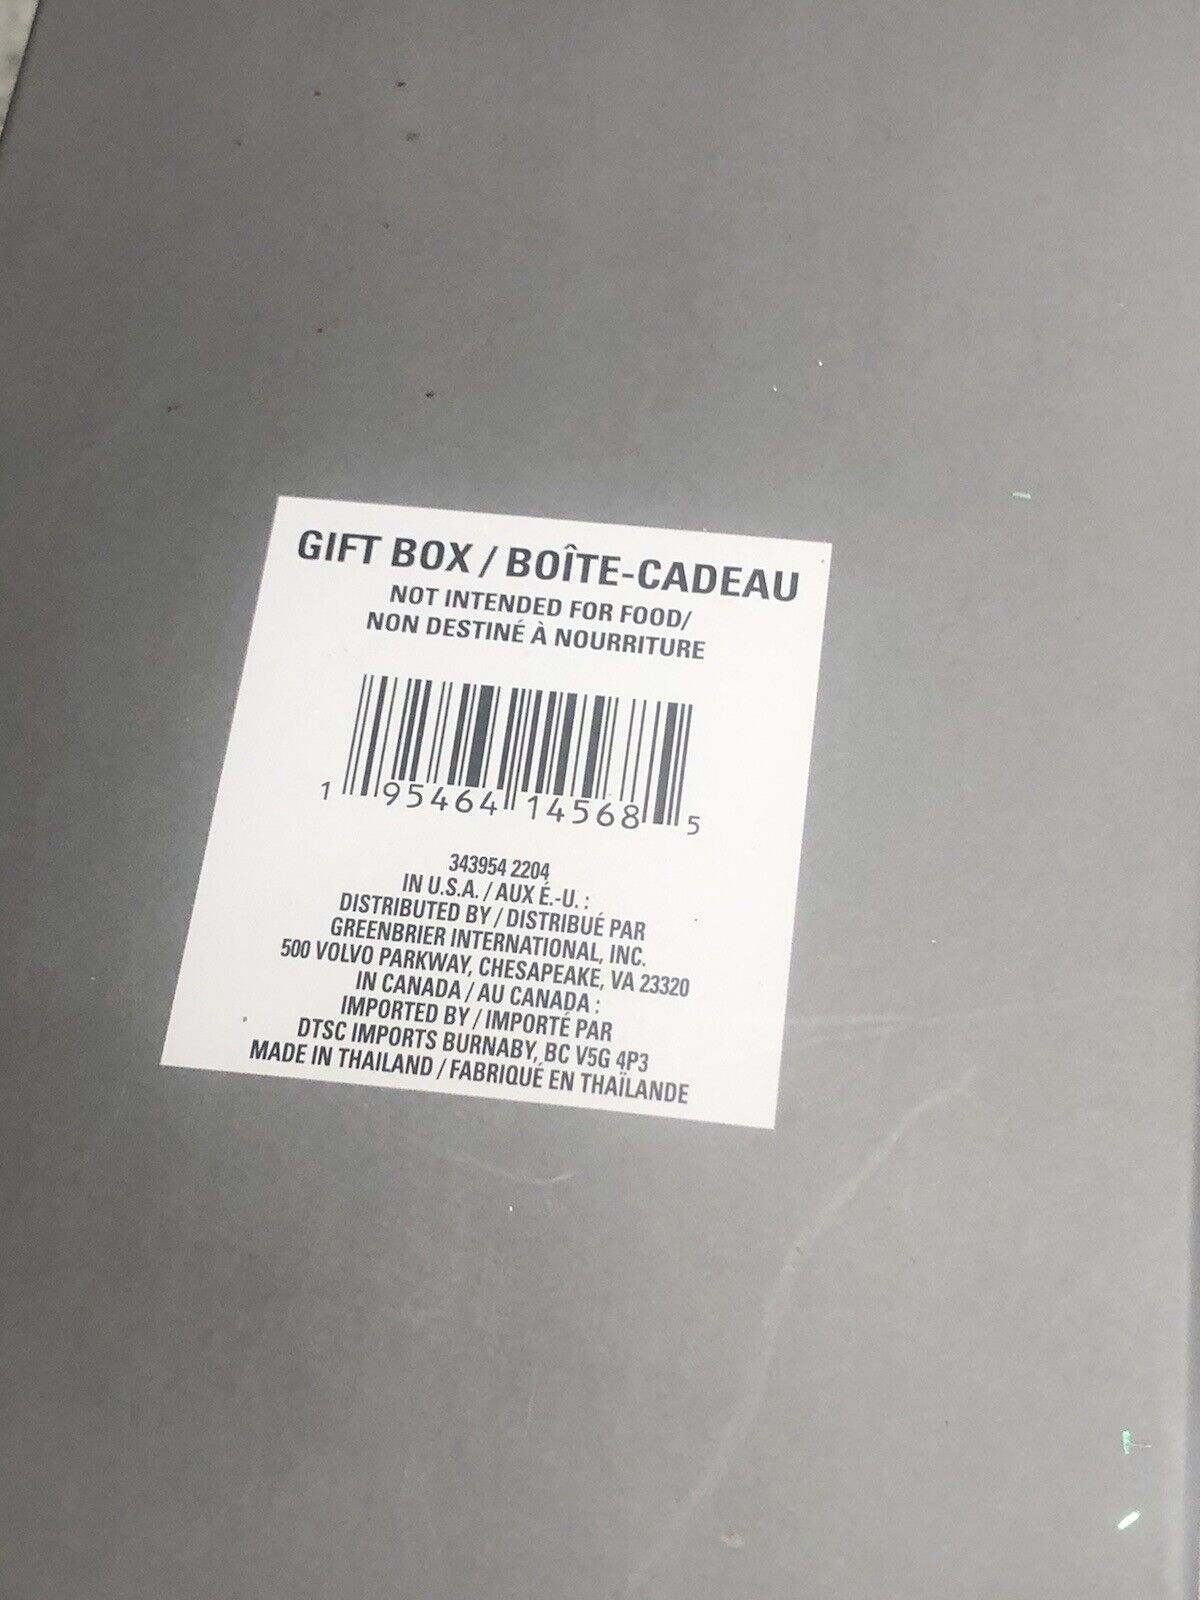 GIFT BOX / BOÎTE-CADEAU
NOT INTENDED FOR FOOD/
NON DESTINÉ À NOURRITURE
1 95464 14568 5
343954 2204
IN U.S.A. / AUX É.-U. :
DISTRIBUTED BY / DISTRIBUÉ PAR
GREENBRIER INTERNATIONAL, INC.
500 VOLVO PARKWAY, CHESAPEAKE, VA 23320
IN CANADA / AU CANADA :
IMPORTED BY / IMPORTÉ PAR
DTSC IMPORTS BURNABY, BC V5G 4P3
MADE IN THAILAND / FABRIQUÉ EN THAÏLANDE